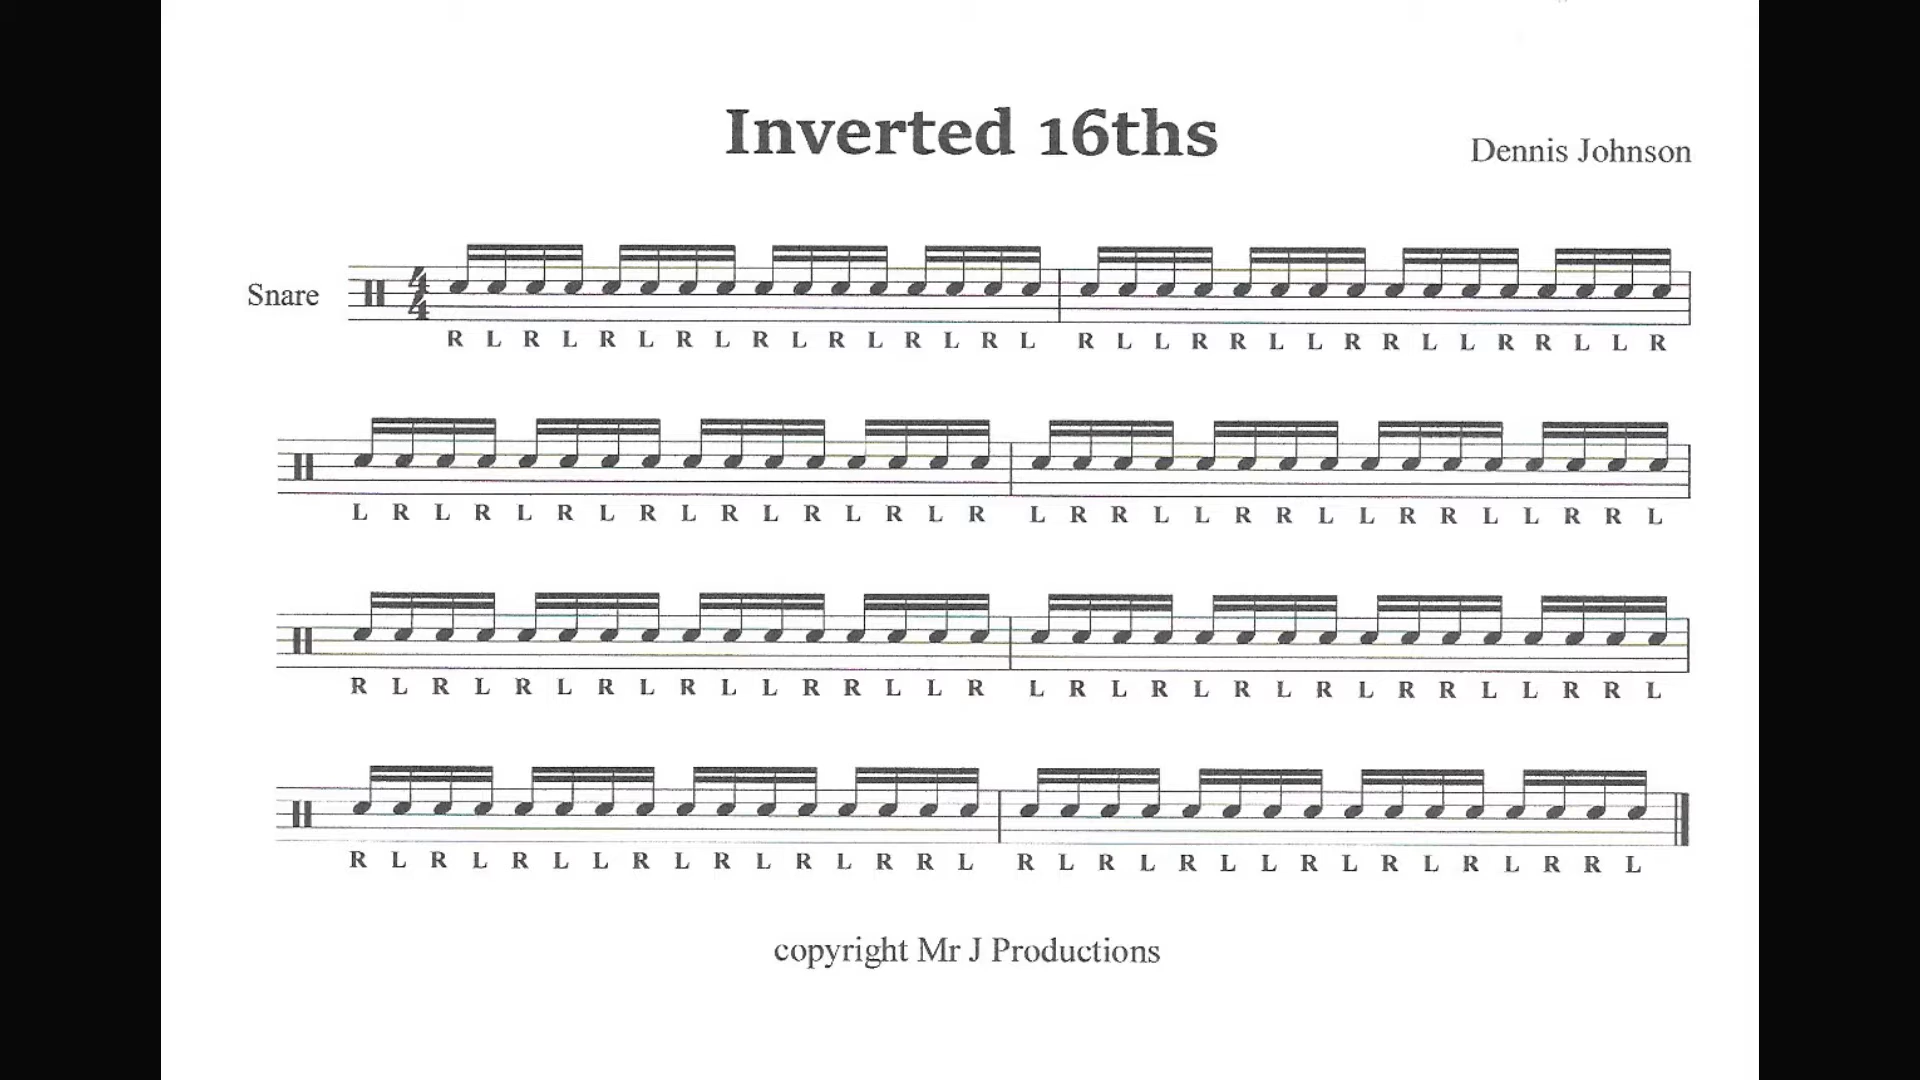 Inverted 16ths
Dennis Johnson
Snare
4
4
R L R L R L R L R L R L R L R L R L L R R L L R R L L R R L L R
L R L R L R L R L R L R L R L R L R R L L R R L L R R L L R R L
R L R L R L R L R L L R R L L R L R L R L R L R L R R L L R R L
R L R L R L L R L R L R L R R L R L R L R L L R L R L R L R R L
copyright Mr J Productions